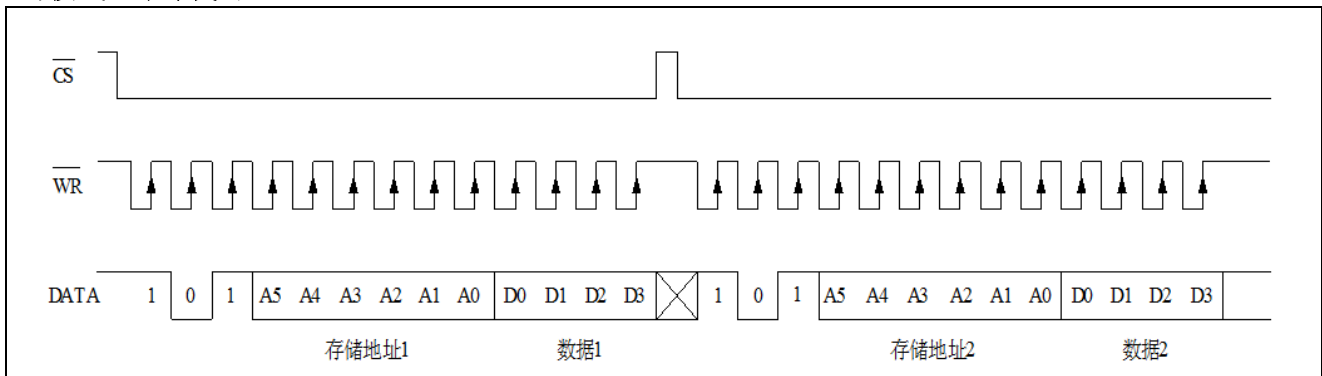 CS
WR
DATA 1 0 1 A5 A4 A3 A2 A1 A0 D0 D1 D2 D3 1 0 1 A5 A4 A3 A2 A1 A0 D0 D1 D2 D3
存储地址1 数据1 存储地址2 数据2